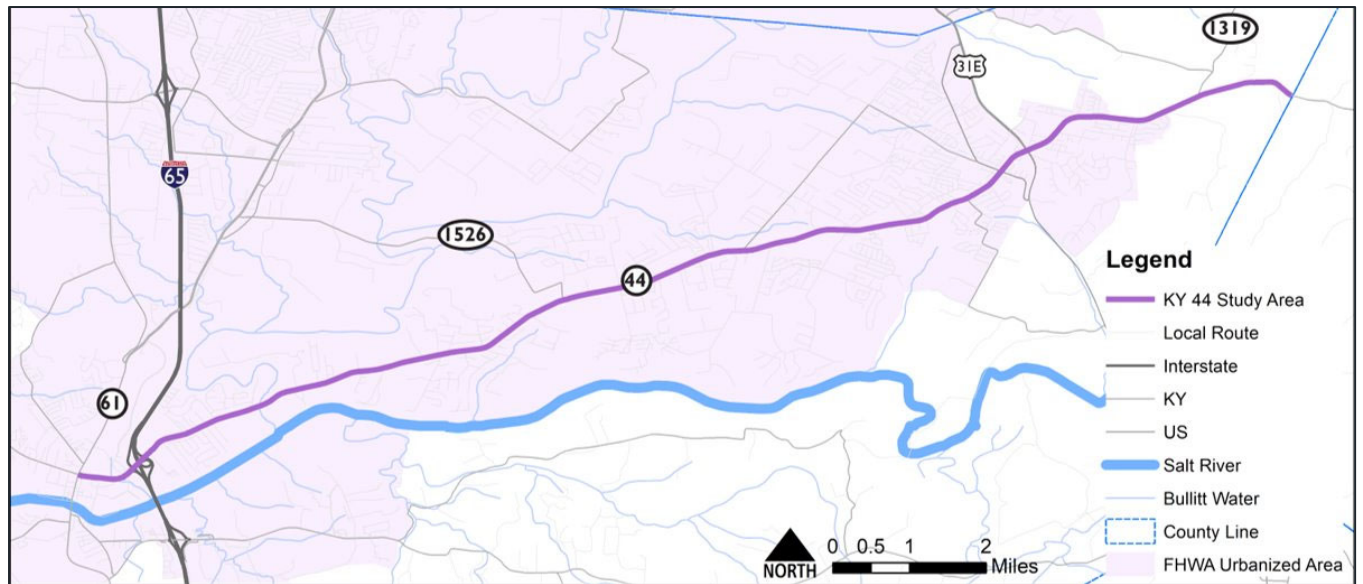 1319
31E
65
1526
44
61
Legend
KY 44 Study Area
Local Route
Interstate
KY
US
Salt River
Bullitt Water
County Line
FHWA Urbanized Area
NORTH
0 0.5 1 2
Miles